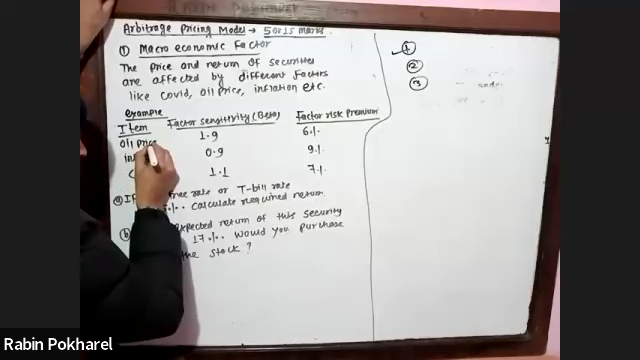 Arbitrage Pricing Model → 5 or 15 marks
① Macro economic Factor
The price and return of securities
are affected by different factors
like covid, oil price, inflation etc.
example
Item Factor Sensitivity (Beta) Factor risk Premium
Oil price 1.9 6%
0.9 9%
1.1 7%
ⓐ If free rate or T-bill rate
calculate required return
ⓑ expected return of this security
17%. Would you purchase
the stock?
①
②
③
Rabin Pokharel